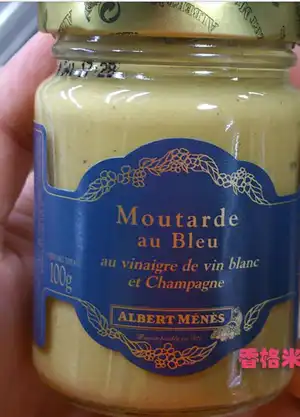 Moutarde
au Bleu
au vinaigre de vin blanc
et Champagne
ALBERT MÉNÈS
100g
香格米